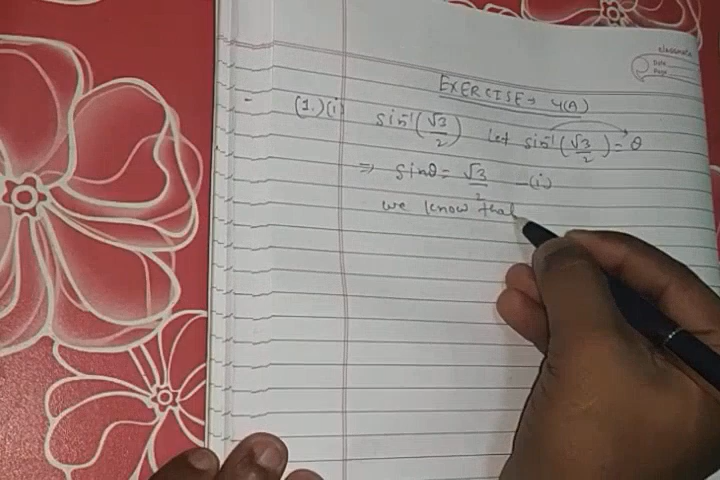 classmate
Date
Page
EXERCISE → 4(A)
(1.)(i) sin⁻¹(√3/2) Let sin⁻¹(√3/2) = θ
⇒ sinθ = √3/2 —(i)
we know that